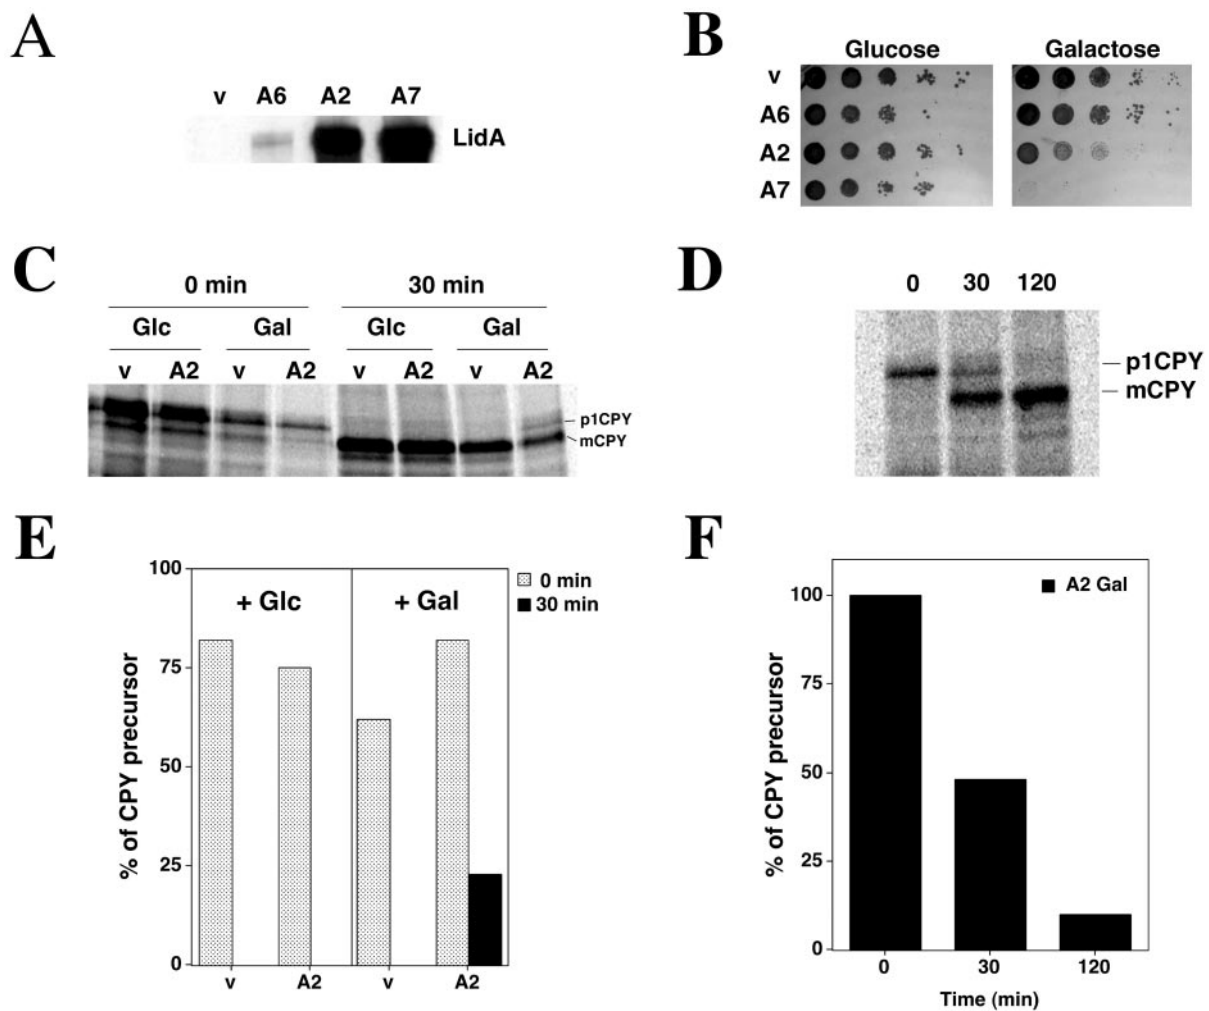 A
v A6 A2 A7
LidA
B
Glucose Galactose
v
A6
A2
A7
C
0 min 30 min
Glc Gal Glc Gal
v A2 v A2 v A2 v A2
p1CPY
mCPY
D
0 30 120
p1CPY
mCPY
E
% of CPY precursor
100
75
50
25
0
+ Glc + Gal
0 min
30 min
v A2 v A2
F
% of CPY precursor
100
75
50
25
0
A2 Gal
0 30 120
Time (min)